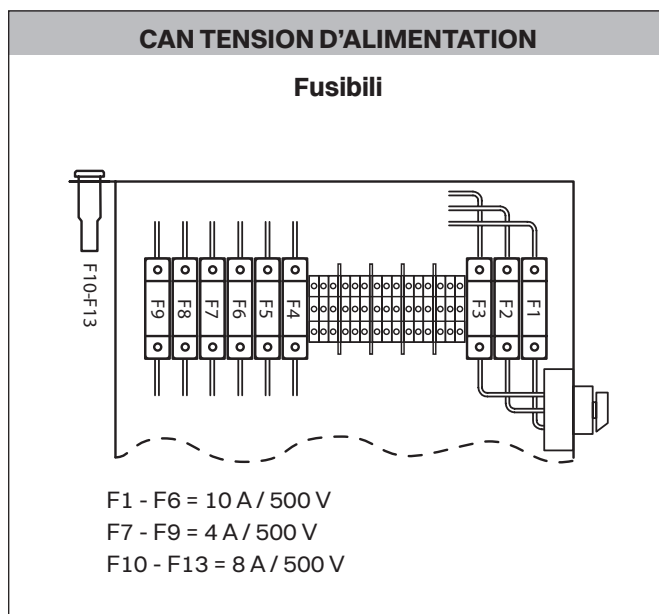 CAN TENSION D’ALIMENTATION
Fusibili
F10-F13
F9 F8 F7 F6 F5 F4 F3 F2 F1
F1 - F6 = 10 A / 500 V
F7 - F9 = 4 A / 500 V
F10 - F13 = 8 A / 500 V